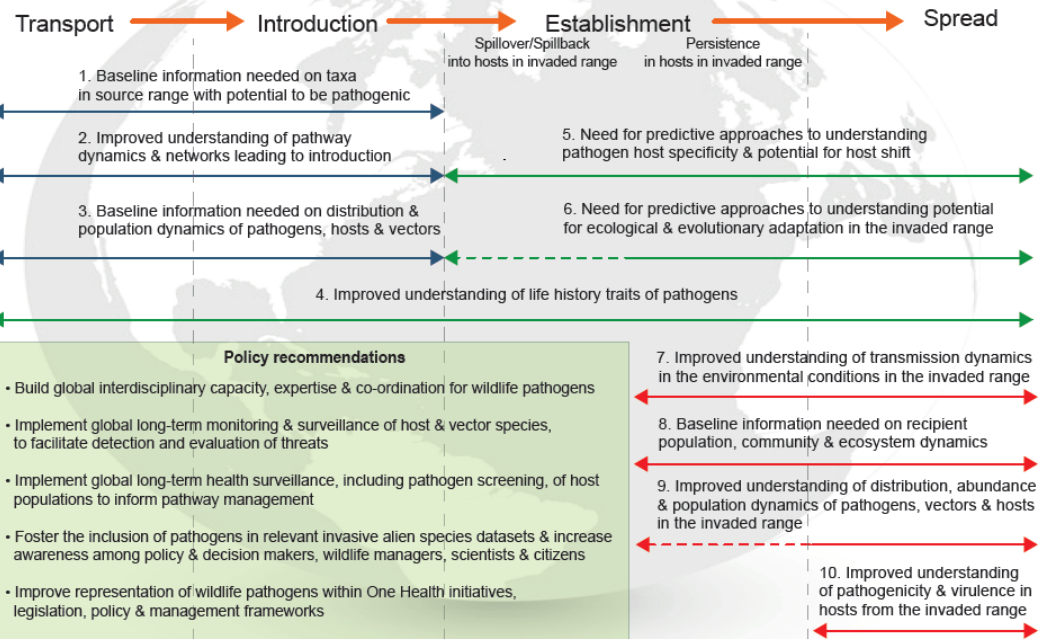 Transport
Introduction
Establishment
Spread
Spillover/Spillback
into hosts in invaded range
Persistence
in hosts in invaded range
1. Baseline information needed on taxa
in source range with potential to be pathogenic
2. Improved understanding of pathway
dynamics & networks leading to introduction
5. Need for predictive approaches to understanding
pathogen host specificity & potential for host shift
3. Baseline information needed on distribution &
population dynamics of pathogens, hosts & vectors
6. Need for predictive approaches to understanding potential
for ecological & evolutionary adaptation in the invaded range
4. Improved understanding of life history traits of pathogens
Policy recommendations
• Build global interdisciplinary capacity, expertise & co-ordination for wildlife pathogens
• Implement global long-term monitoring & surveillance of host & vector species,
to facilitate detection and evaluation of threats
• Implement global long-term health surveillance, including pathogen screening, of host
populations to inform pathway management
• Foster the inclusion of pathogens in relevant invasive alien species datasets & increase
awareness among policy & decision makers, wildlife managers, scientists & citizens
• Improve representation of wildlife pathogens within One Health initiatives,
legislation, policy & management frameworks
7. Improved understanding of transmission dynamics
in the environmental conditions in the invaded range
8. Baseline information needed on recipient
population, community & ecosystem dynamics
9. Improved understanding of distribution, abundance
& population dynamics of pathogens, vectors & hosts
in the invaded range
10. Improved understanding
of pathogenicity & virulence in
hosts from the invaded range